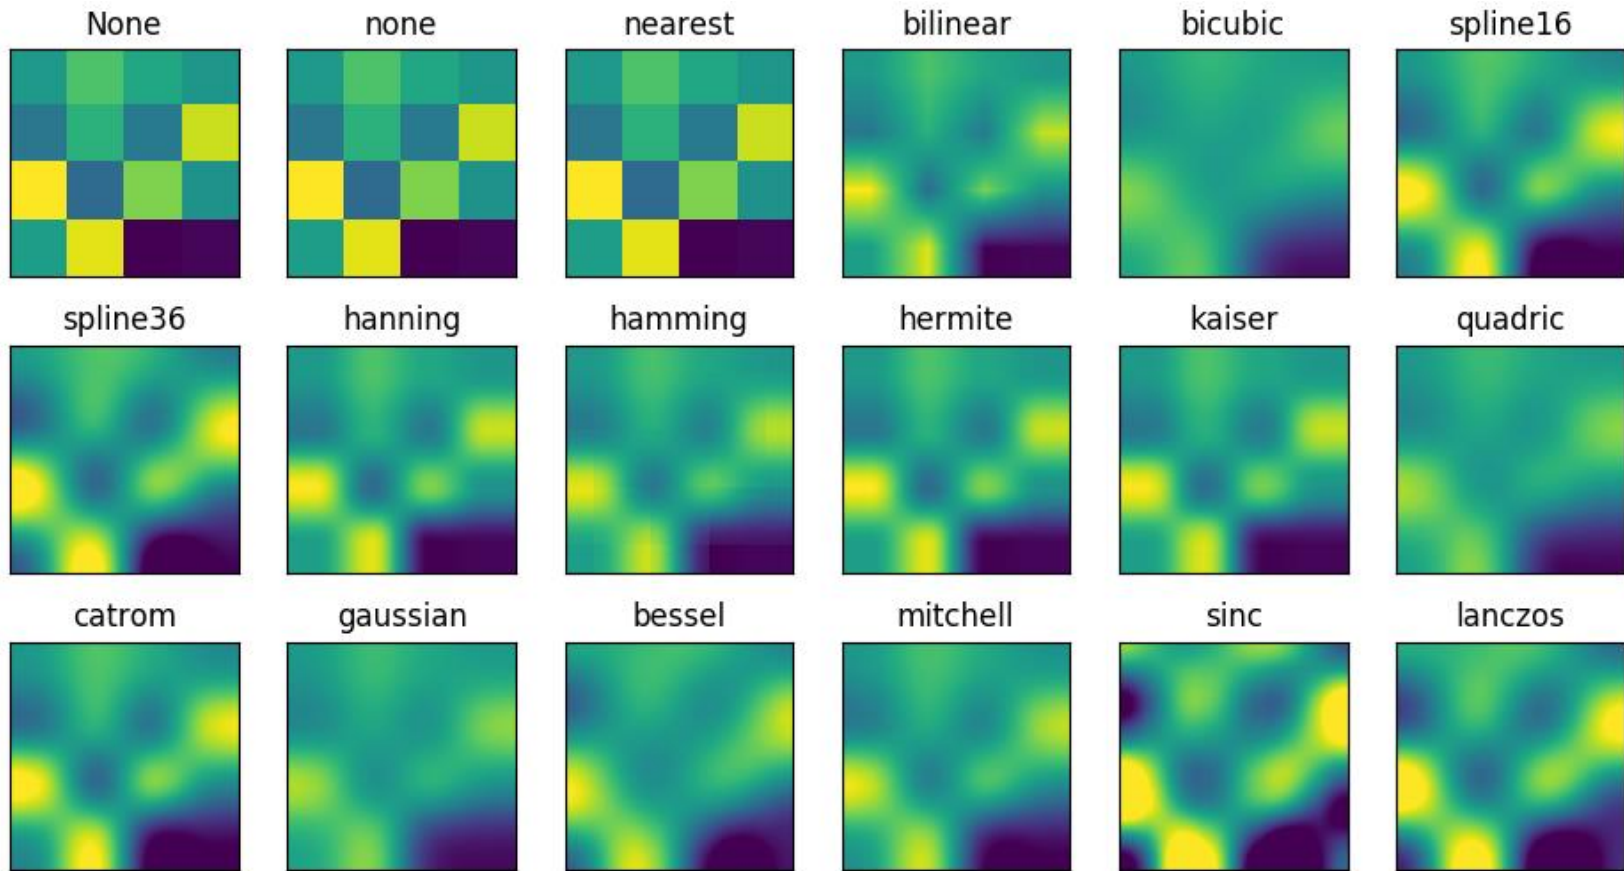 None none nearest bilinear bicubic spline16
spline36 hanning hamming hermite kaiser quadric
catrom gaussian bessel mitchell sinc lanczos